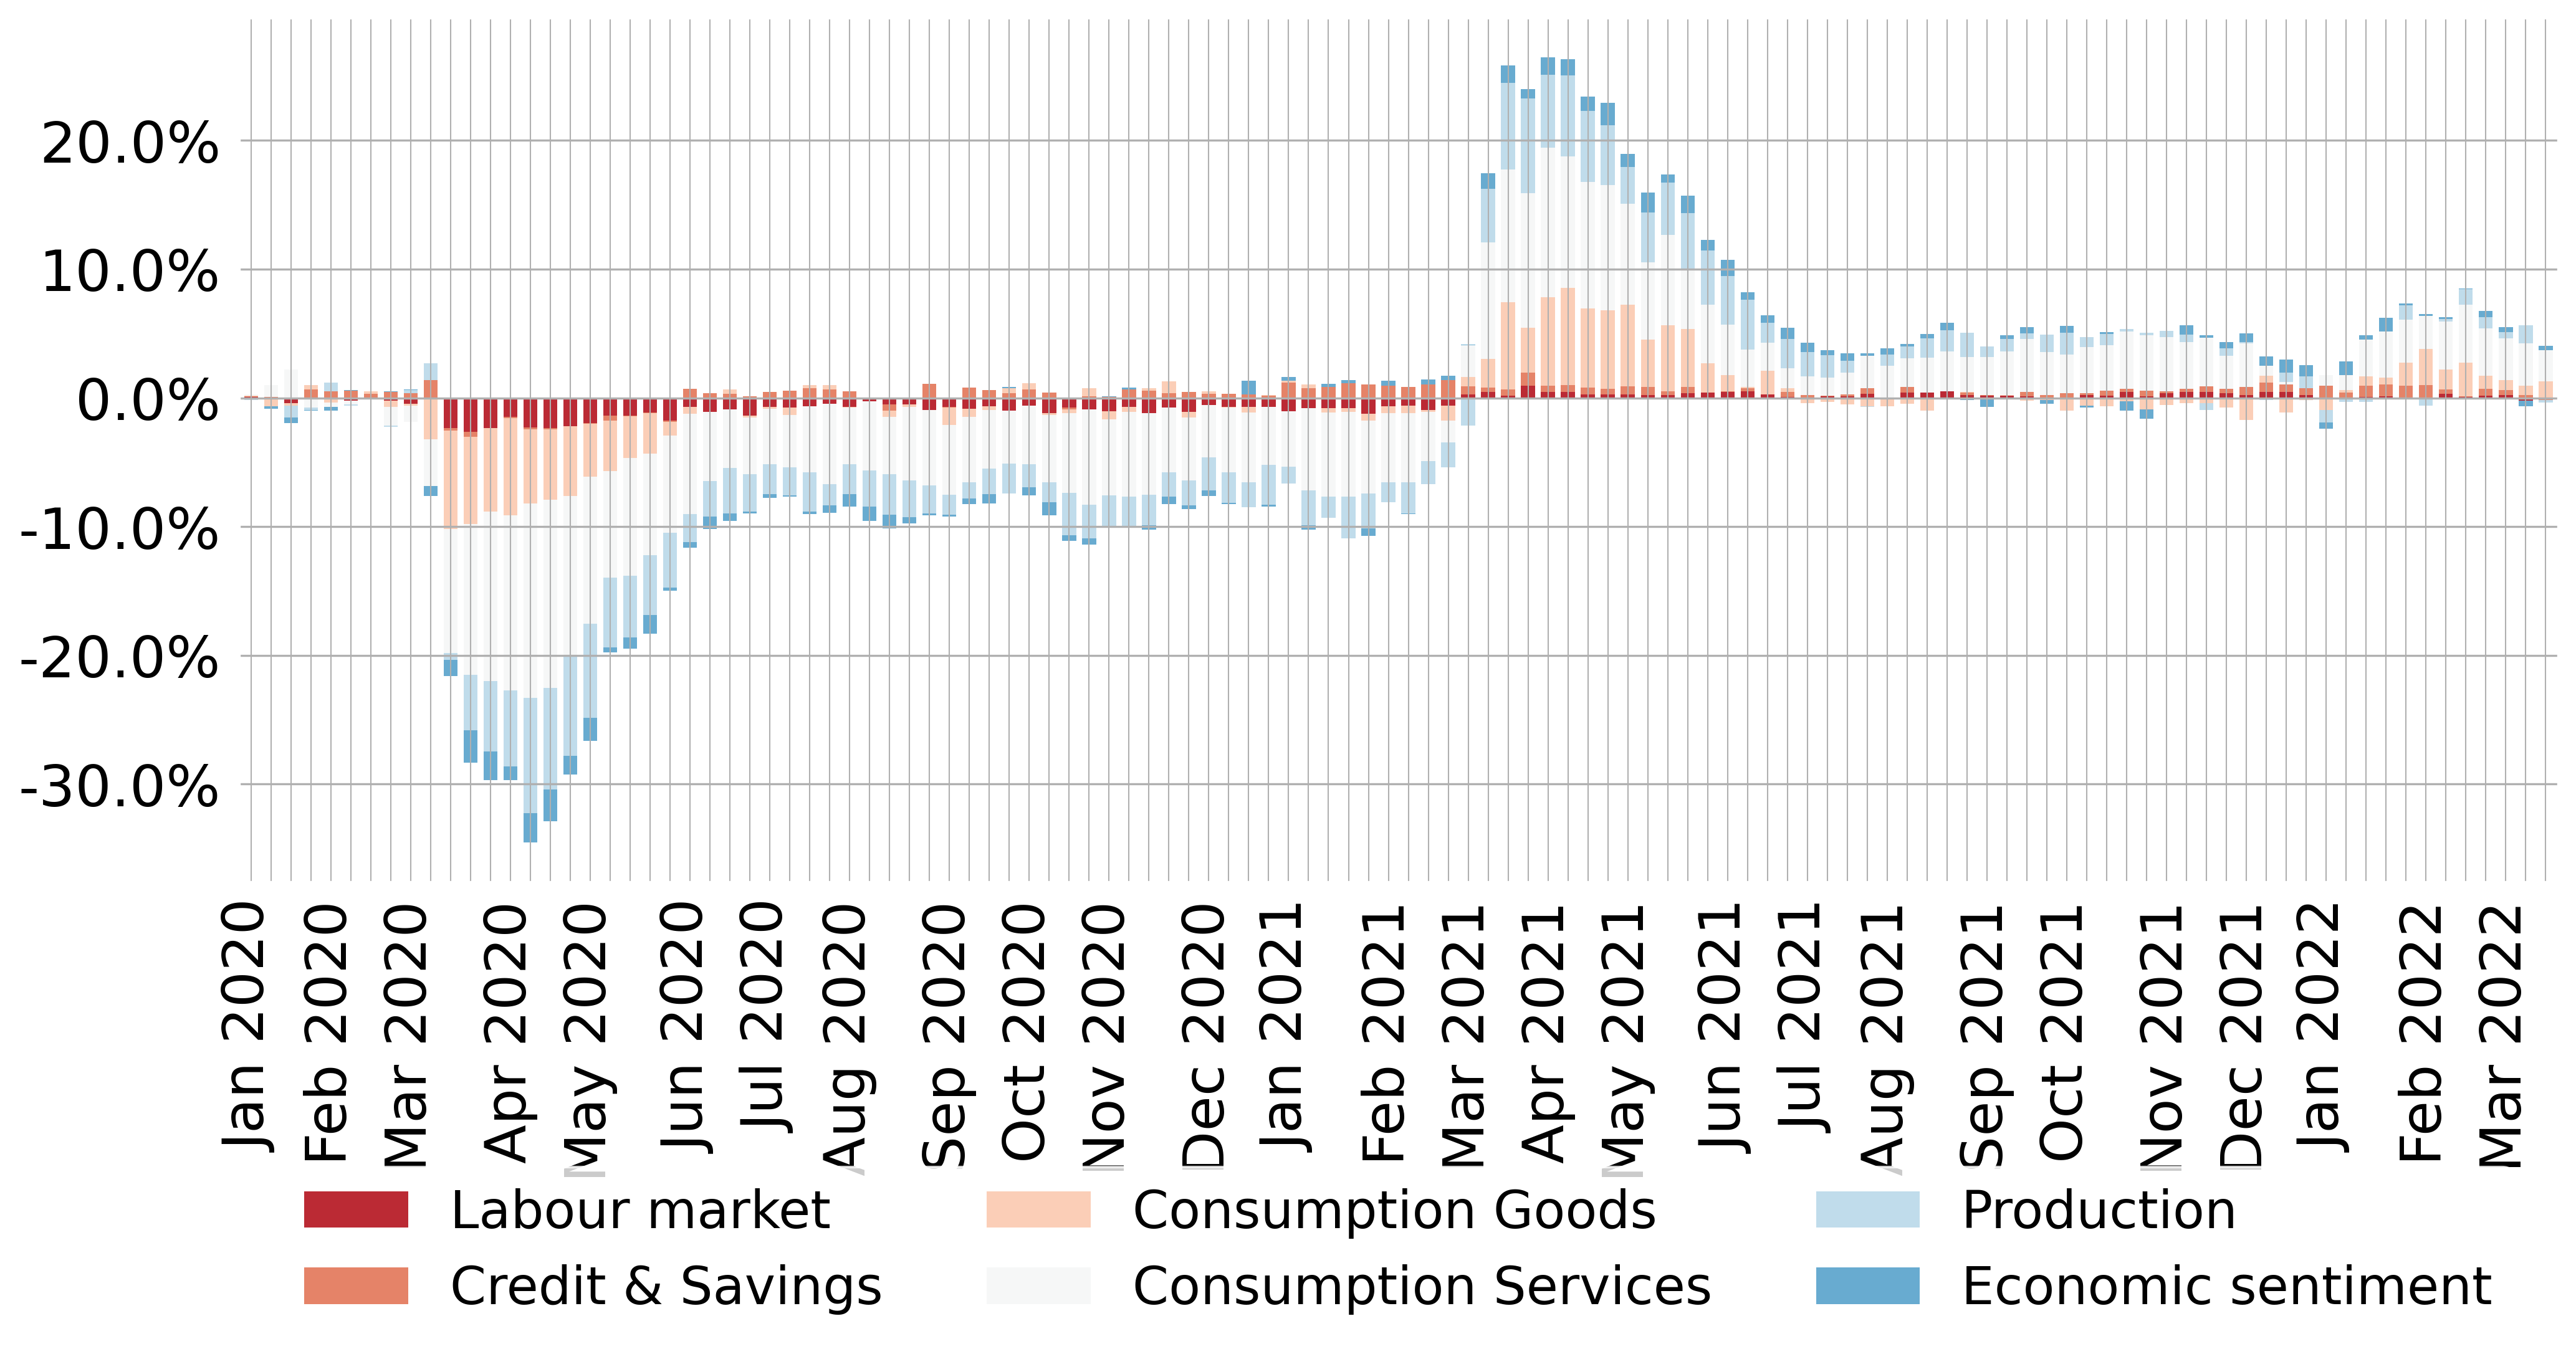 20.0%
10.0%
0.0%
-10.0%
-20.0%
-30.0%
Jan 2020
Feb 2020
Mar 2020
Apr 2020
May 2020
Jun 2020
Jul 2020
Aug 2020
Sep 2020
Oct 2020
Nov 2020
Dec 2020
Jan 2021
Feb 2021
Mar 2021
Apr 2021
May 2021
Jun 2021
Jul 2021
Aug 2021
Sep 2021
Oct 2021
Nov 2021
Dec 2021
Jan 2022
Feb 2022
Mar 2022
Labour market
Consumption Goods
Production
Credit & Savings
Consumption Services
Economic sentiment